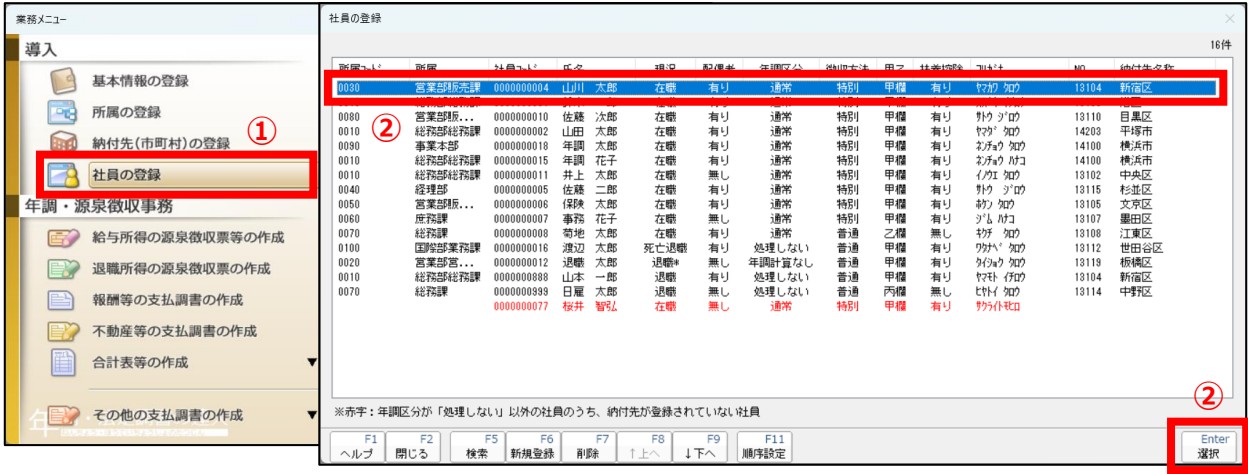 業務メニュー
導入
基本情報の登録
所属の登録
納付先(市町村)の登録
①
社員の登録
年調・源泉徴収事務
給与所得の源泉徴収票等の作成
退職所得の源泉徴収票の作成
報酬等の支払調書の作成
不動産等の支払調書の作成
合計表等の作成 ▼
その他の支払調書の作成 ▼
社員の登録
16件
所属コード 所属 社員コード 氏名 現況 配偶者 年調区分 徴収方法 甲乙 扶養控除 フリガナ NO 納付先名称
0030 営業部販売課 0000000004 山川 太郎 在職 有り 通常 特別 甲欄 有り ヤマカワ タロウ 13104 新宿区
②
0080 営業部販... 0000000010 佐藤 次郎 在職 有り 通常 特別 甲欄 有り サトウ ジロウ 13110 目黒区
0010 総務部総務課 0000000002 山田 太郎 在職 有り 通常 特別 甲欄 有り ヤマダ タロウ 14203 平塚市
0090 事業本部 0000000018 年調 太郎 在職 有り 通常 特別 甲欄 有り ネンチョウ タロウ 14100 横浜市
0010 総務部総務課 0000000015 年調 花子 在職 有り 通常 特別 甲欄 有り ネンチョウ ハナコ 14100 横浜市
0010 総務部総務課 0000000011 井上 太郎 在職 無し 通常 特別 甲欄 有り イノウエ タロウ 13102 中央区
0040 経理部 0000000005 佐藤 二郎 在職 有り 通常 特別 甲欄 有り サトウ ジロウ 13115 杉並区
0050 営業部販... 0000000006 保険 太郎 在職 有り 通常 特別 甲欄 有り ホケン タロウ 13105 文京区
0060 庶務課 0000000007 事務 花子 在職 無し 通常 特別 甲欄 有り ジム ハナコ 13107 墨田区
0070 総務課 0000000008 菊地 太郎 在職 有り 通常 普通 乙欄 無し キクチ タロウ 13108 江東区
0100 国際部業務課 0000000016 渡辺 太郎 死亡退職 有り 処理しない 普通 甲欄 有り ワタナベ タロウ 13112 世田谷区
0020 営業部営... 0000000012 退職 太郎 退職* 無し 年調計算なし 普通 甲欄 有り タイショク タロウ 13119 板橋区
0010 総務部総務課 0000000888 山本 一郎 退職 有り 処理しない 普通 甲欄 有り ヤマモト イチロウ 13104 新宿区
0070 総務課 0000000999 日雇 太郎 退職 有り 処理しない 普通 丙欄 無し ヒヤトイ タロウ 13114 中野区
0000000077 桜井 智弘 在職 無し 通常 特別 甲欄 有り サクライ トモヒロ
※赤字:年調区分が「処理しない」以外の社員のうち、納付先が登録されていない社員
②
F1 ヘルプ F2 閉じる F5 検索 F6 新規登録 F7 削除 F8 ↑上へ F9 ↓下へ F11 順序設定 Enter 選択